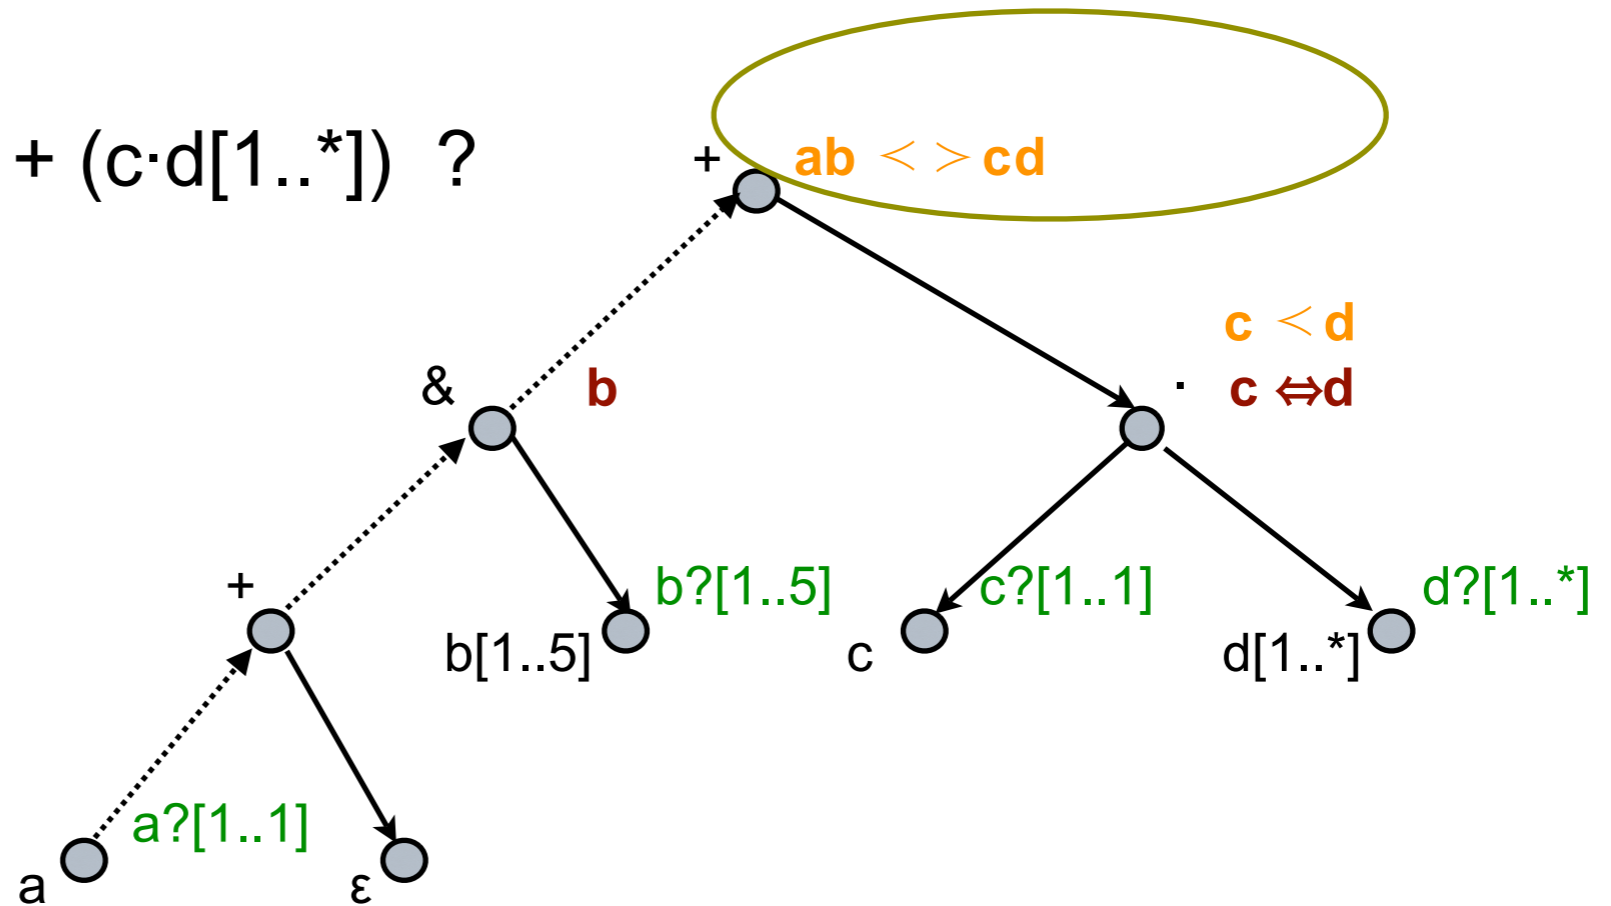 + (c·d[1..*]) ?
+ ab < > cd
c < d
& b · c ⇔d
+ b?[1..5] c?[1..1] d?[1..*]
b[1..5] c d[1..*]
a?[1..1]
a ε